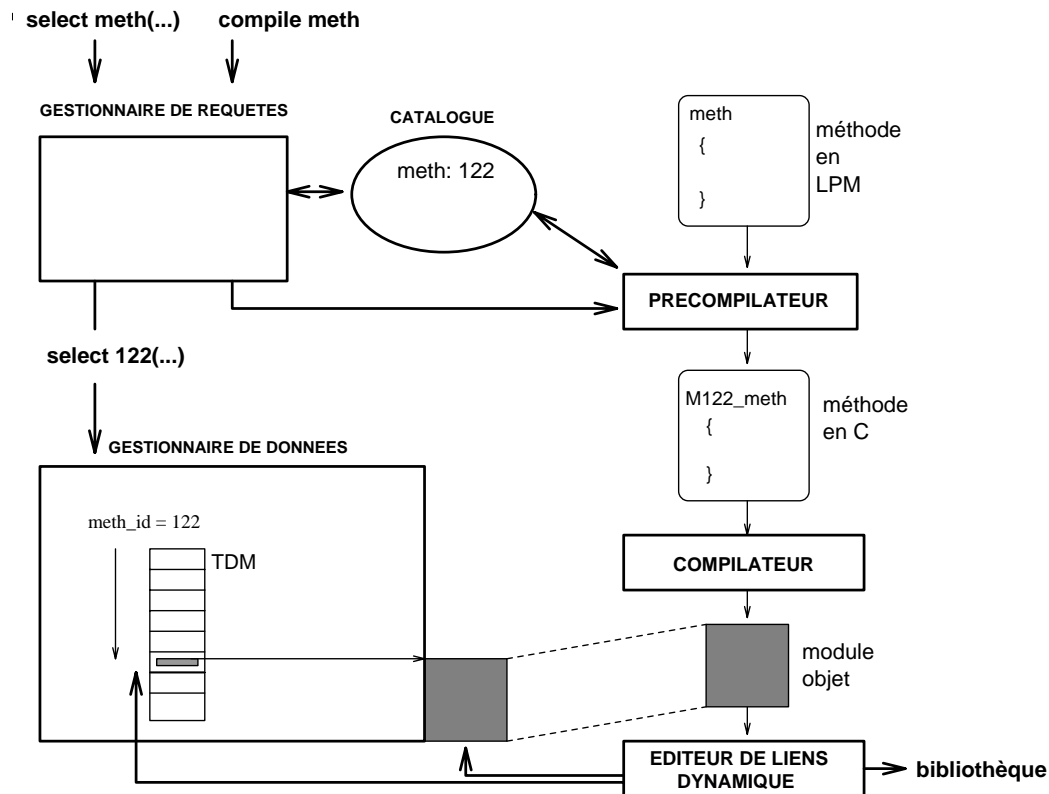 select meth(...) compile meth
GESTIONNAIRE DE REQUETES
CATALOGUE
meth: 122
meth
{
}
méthode
en
LPM
PRECOMPILATEUR
select 122(...)
M122_meth
{
}
méthode
en C
GESTIONNAIRE DE DONNEES
meth_id = 122
TDM
COMPILATEUR
module
objet
EDITEUR DE LIENS
DYNAMIQUE
bibliothèque